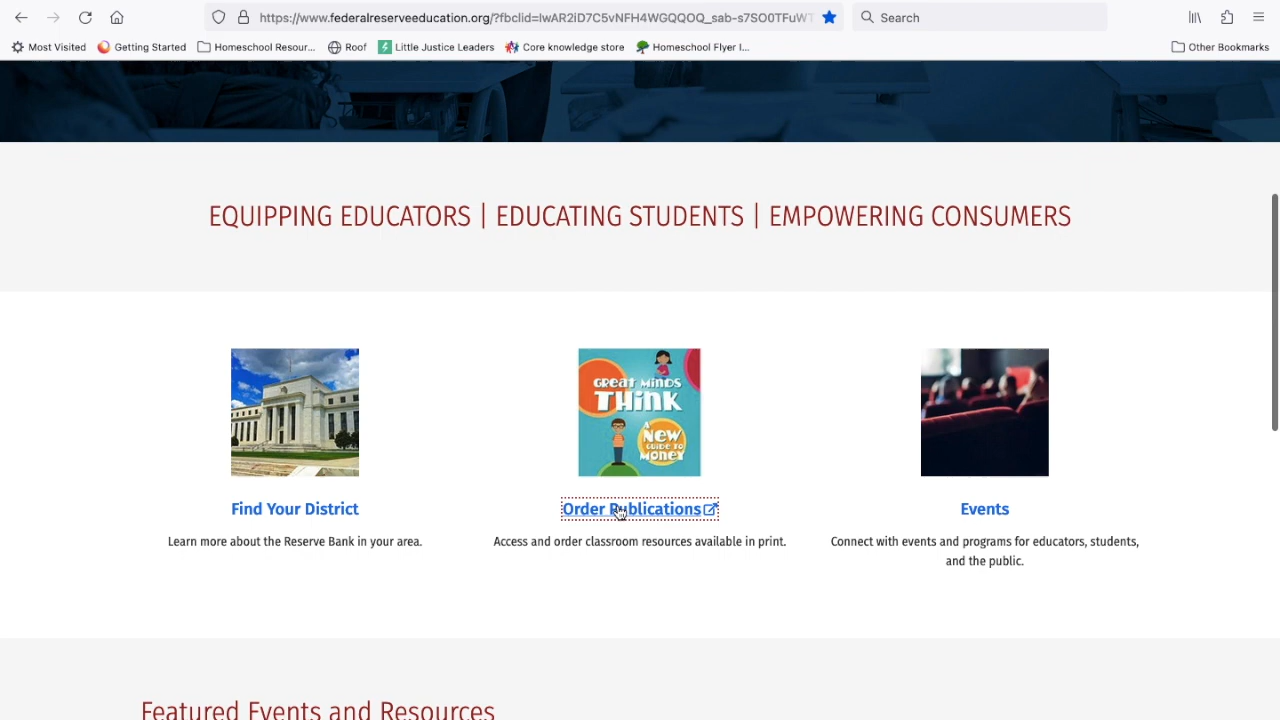 https://www.federalreserveeducation.org/?fbclid=IwAR2iD7C5vNFH4WGQQOQ_sab-s7SO0TFuWT
Search
Most Visited
Getting Started
Homeschool Resour...
Roof
Little Justice Leaders
Core knowledge store
Homeschool Flyer I...
Other Bookmarks
EQUIPPING EDUCATORS | EDUCATING STUDENTS | EMPOWERING CONSUMERS
GREAT MINDS
THINK
A
NEW
GUIDE TO
MONEY
Find Your District
Order Publications
Events
Learn more about the Reserve Bank in your area.
Access and order classroom resources available in print.
Connect with events and programs for educators, students,
and the public.
Featured Events and Resources